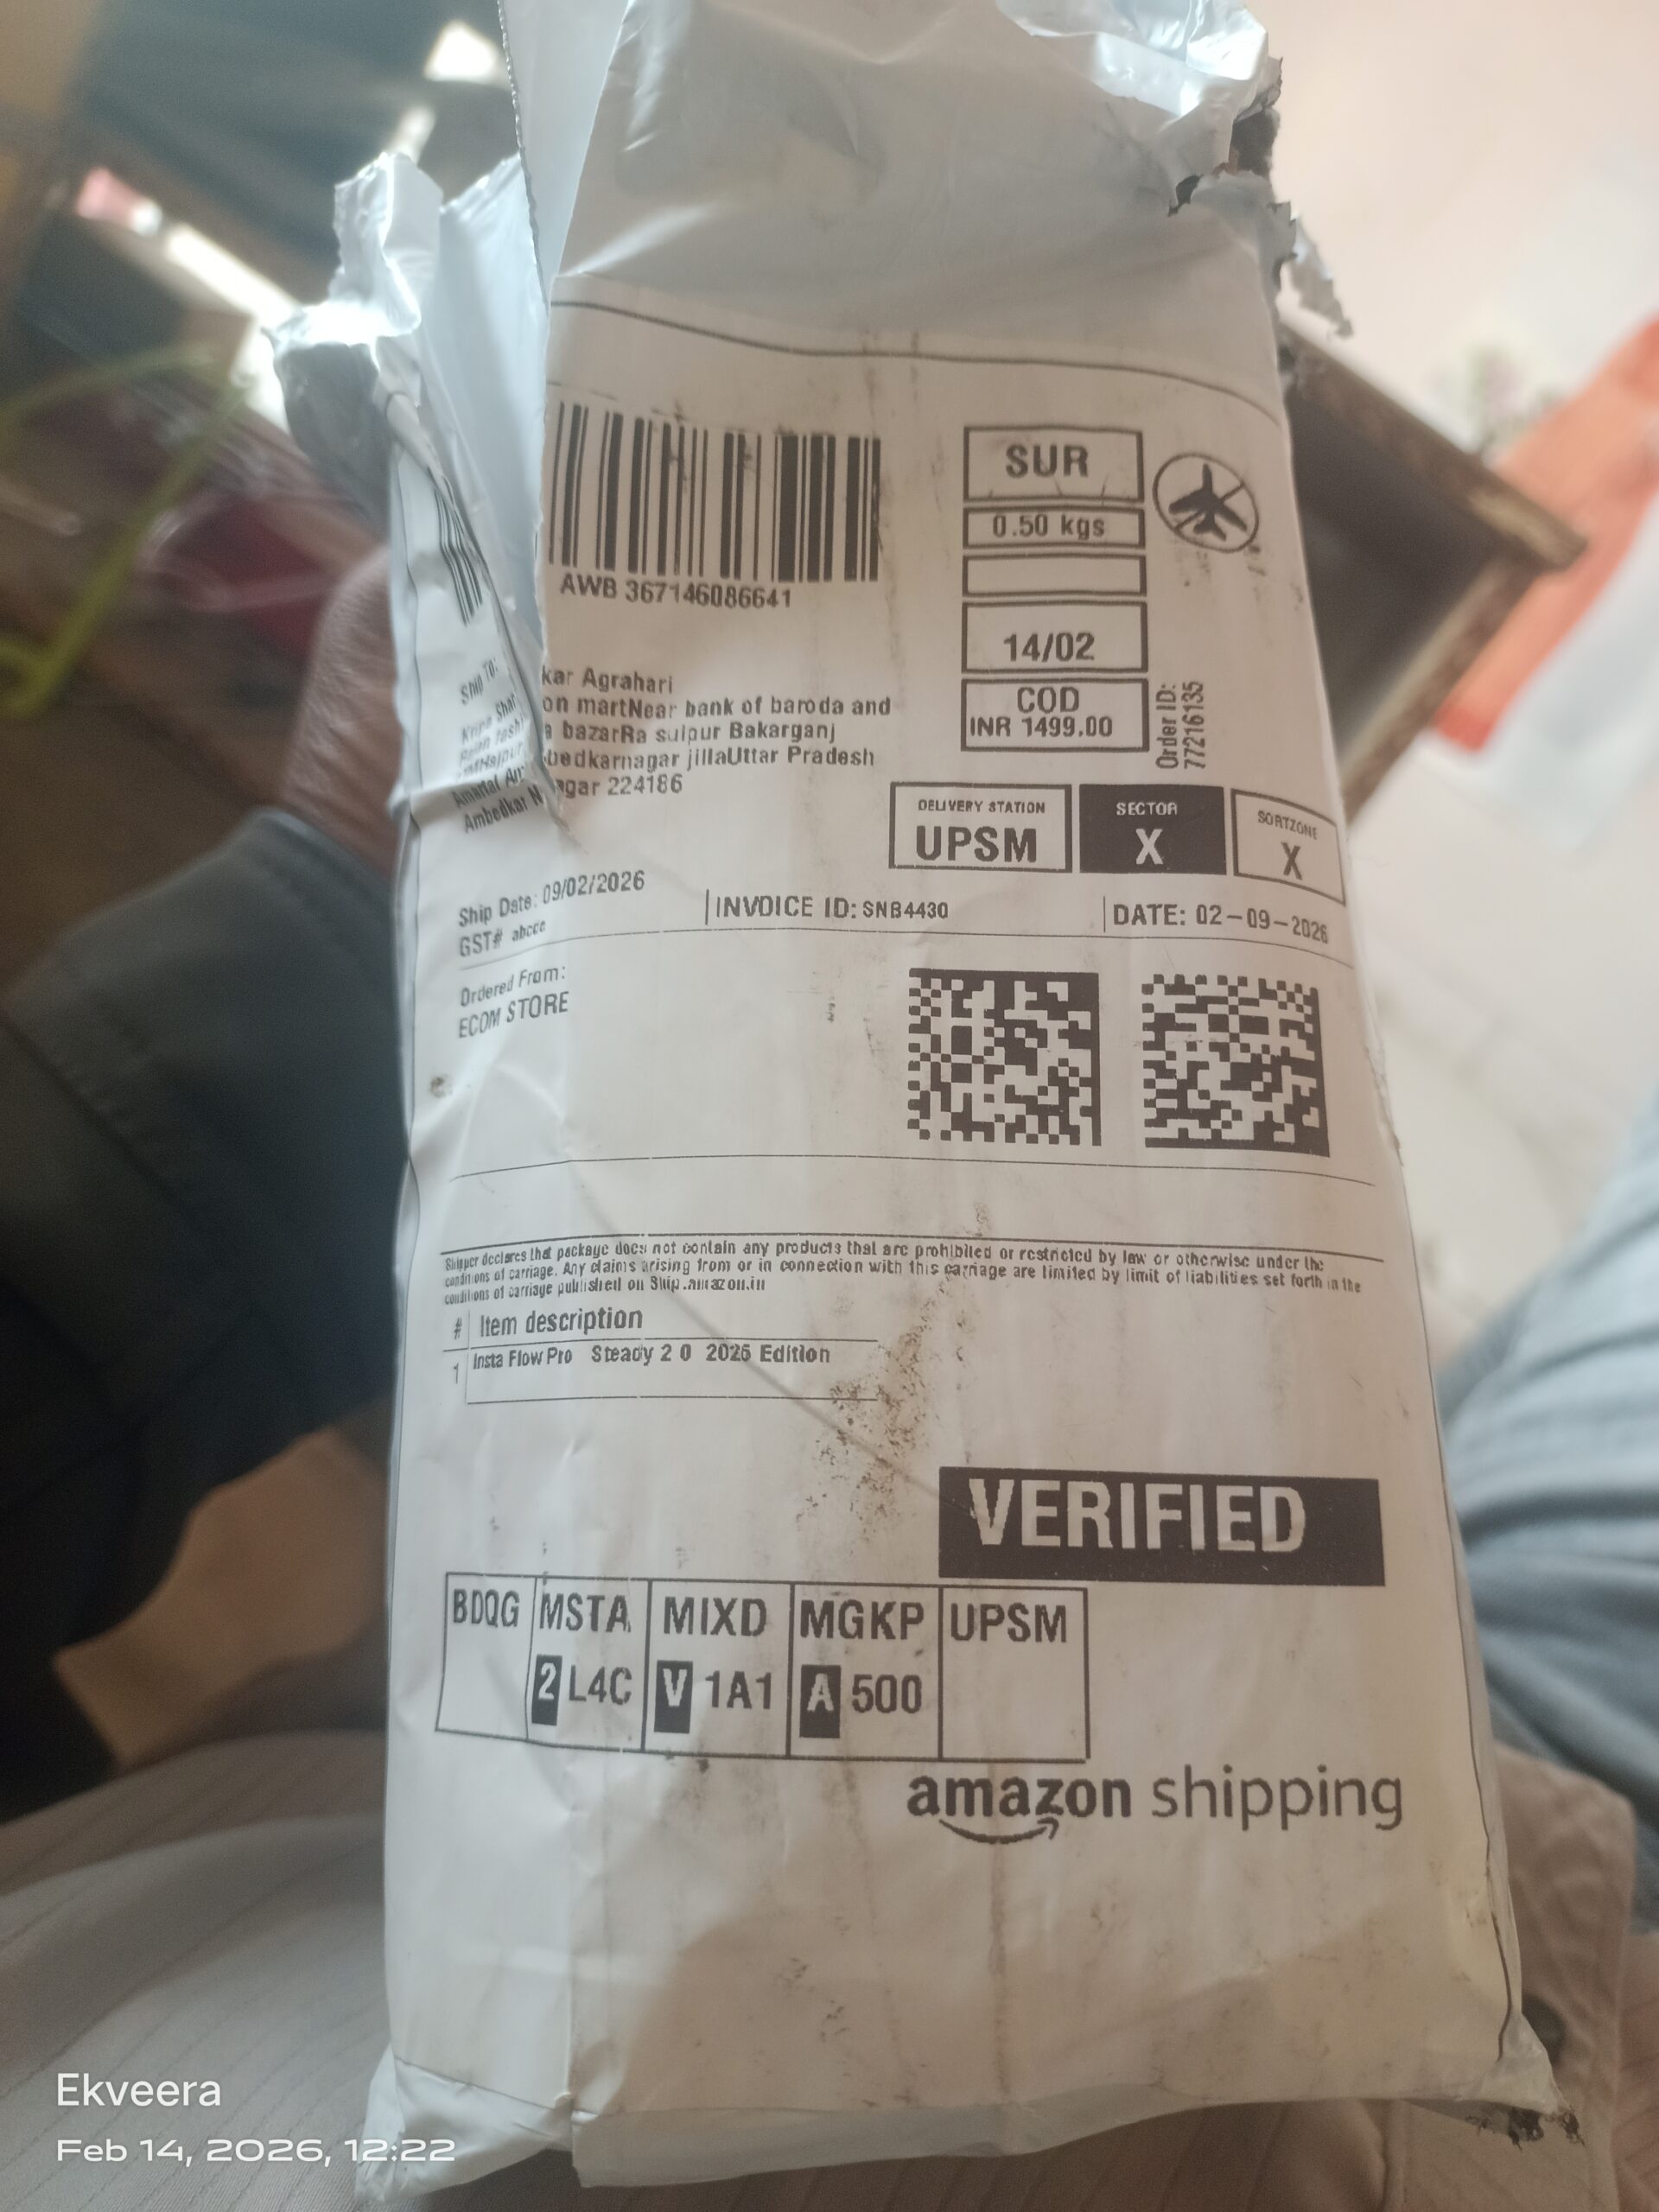 AWB 367146086641
SUR
0.50 kgs
14/02
COD
INR 1499.00
Order ID:
77216135
Ship To:
kar Agrahari
on martNear bank of baroda and
bazarRa sulpur Bakarganj
bedkarnagar jillaUttar Pradesh
Ambedkar N
agar 224186
DELIVERY STATION
UPSM
SECTOR
X
SORTZONE
X
Ship Date: 09/02/2026
GST# abccc
INVOICE ID: SNB4430
DATE: 02-09-2026
Ordered From:
ECOM STORE
Shipper declares that package does not contain any products that are prohibited or restricted by law or otherwise under the
conditions of carriage. Any claims arising from or in connection with this carriage are limited by limit of liabilities set forth in the
conditions of carriage published on Ship.amazon.in
# Item description
1 Insta Flow Pro Steady 2 0 2026 Edition
VERIFIED
BDQG MSTA MIXD MGKP UPSM
2 L4C V 1A1 A 500
amazon shipping
Ekveera
Feb 14, 2026, 12:22